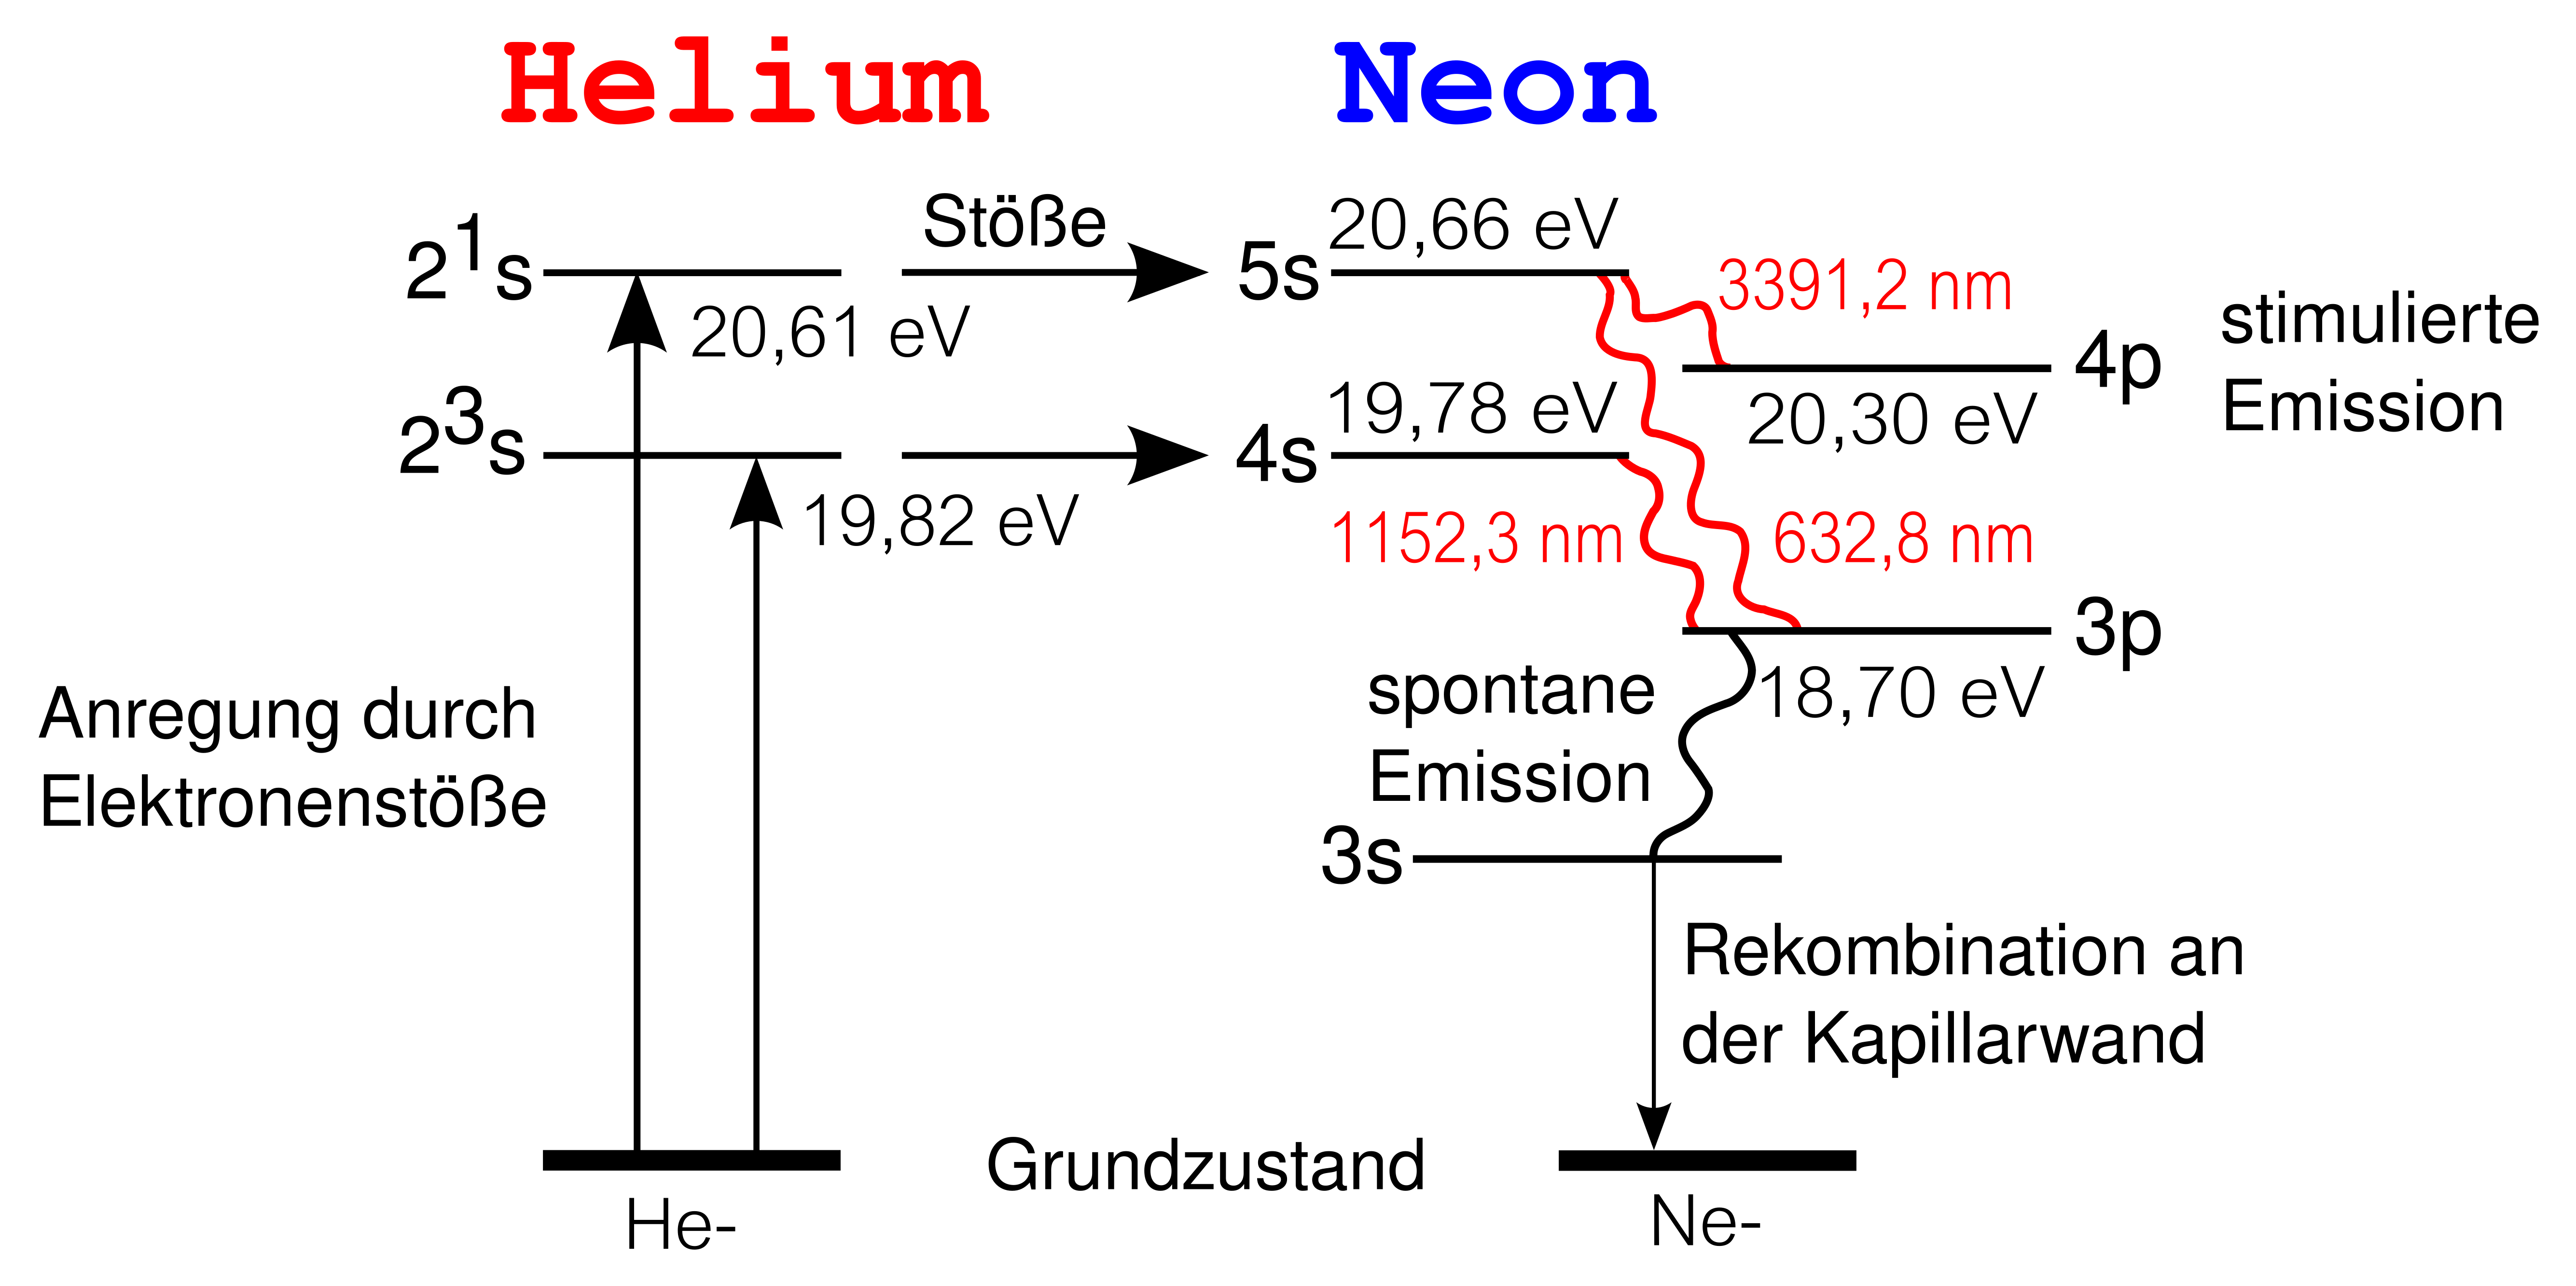 Helium
Neon
Stöße
2¹s
20,61 eV
5s
20,66 eV
3391,2 nm
4p
20,30 eV
stimulierte
Emission
2³s
19,82 eV
4s
19,78 eV
1152,3 nm
632,8 nm
3p
18,70 eV
Anregung durch
Elektronenstöße
spontane
Emission
3s
Rekombination an
der Kapillarwand
Grundzustand
He-
Ne-